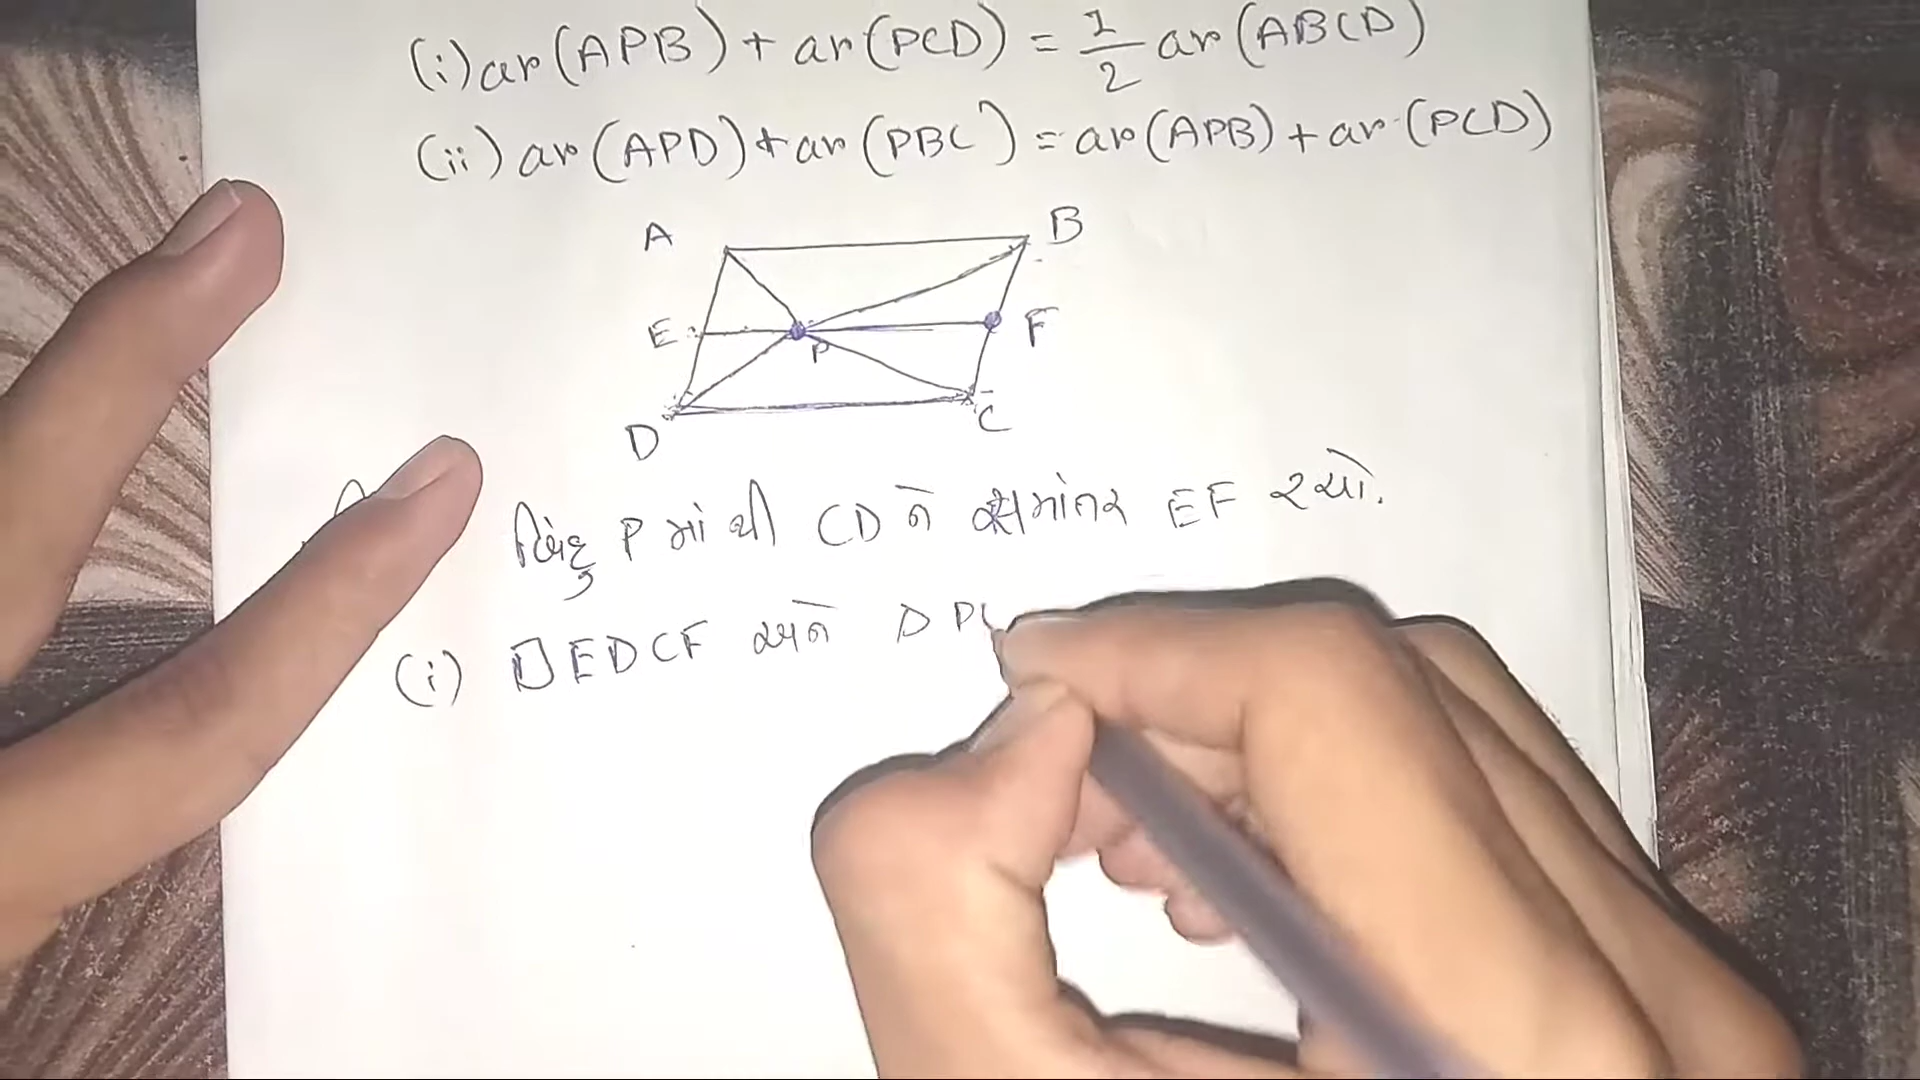 (i) ar (APB) + ar (PCD) = 1/2 ar (ABCD)
(ii) ar (APD) + ar (PBC) = ar (APB) + ar (PCD)
A
B
E
P
F
D
C
બિંદુ P માંથી CD ને સમાંતર EF રચો.
(i) □ EDCF અને Δ PC